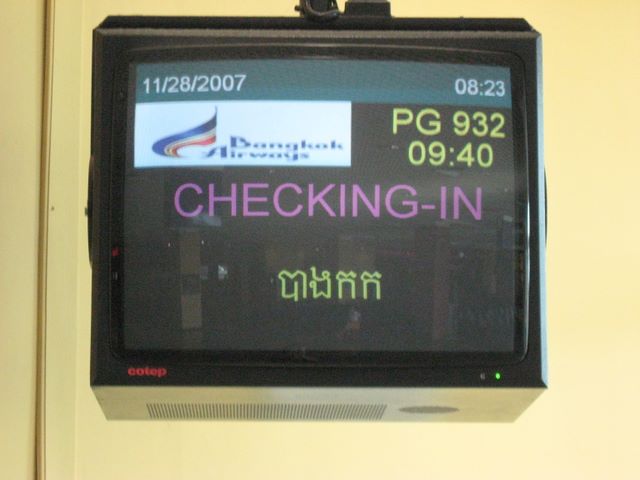 11/28/2007 08:23
Bangkok Airways
PG 932
09:40
CHECKING-IN
បាងកក
cotep